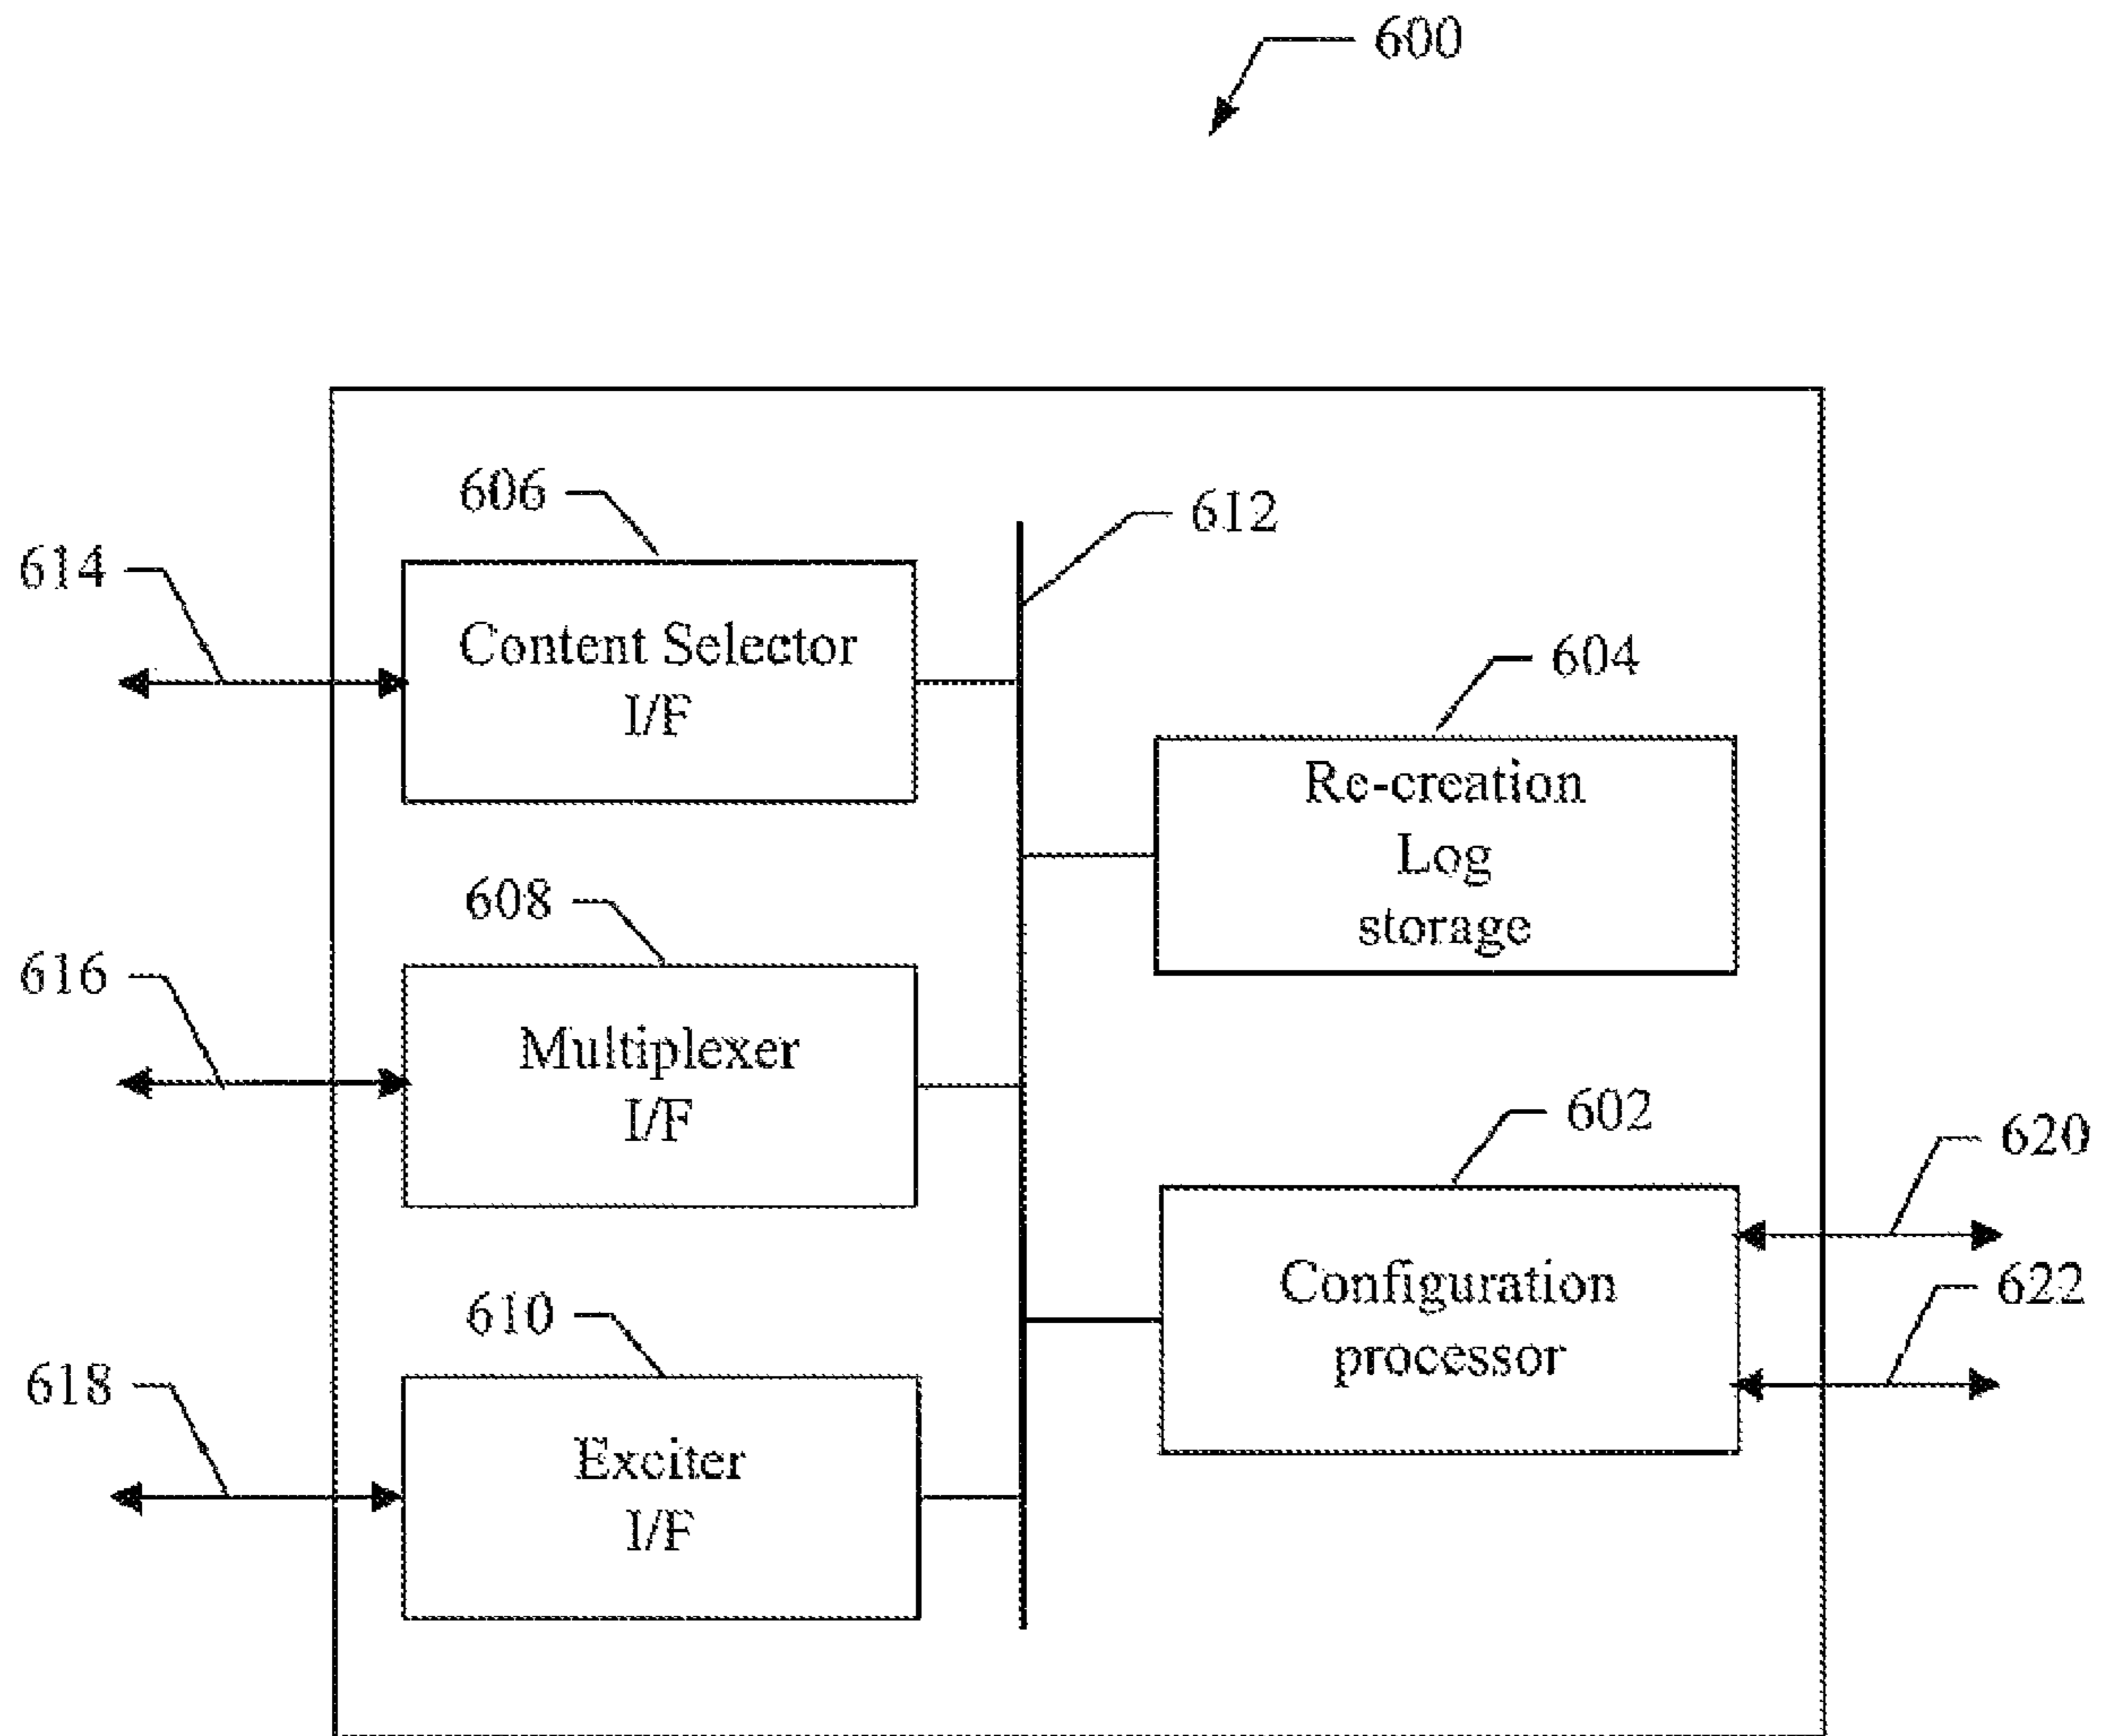 600
606
612
614
Content Selector
I/F
604
Re-creation
Log
storage
608
616
Multiplexer
I/F
602
620
Configuration
processor
622
610
618
Exciter
I/F